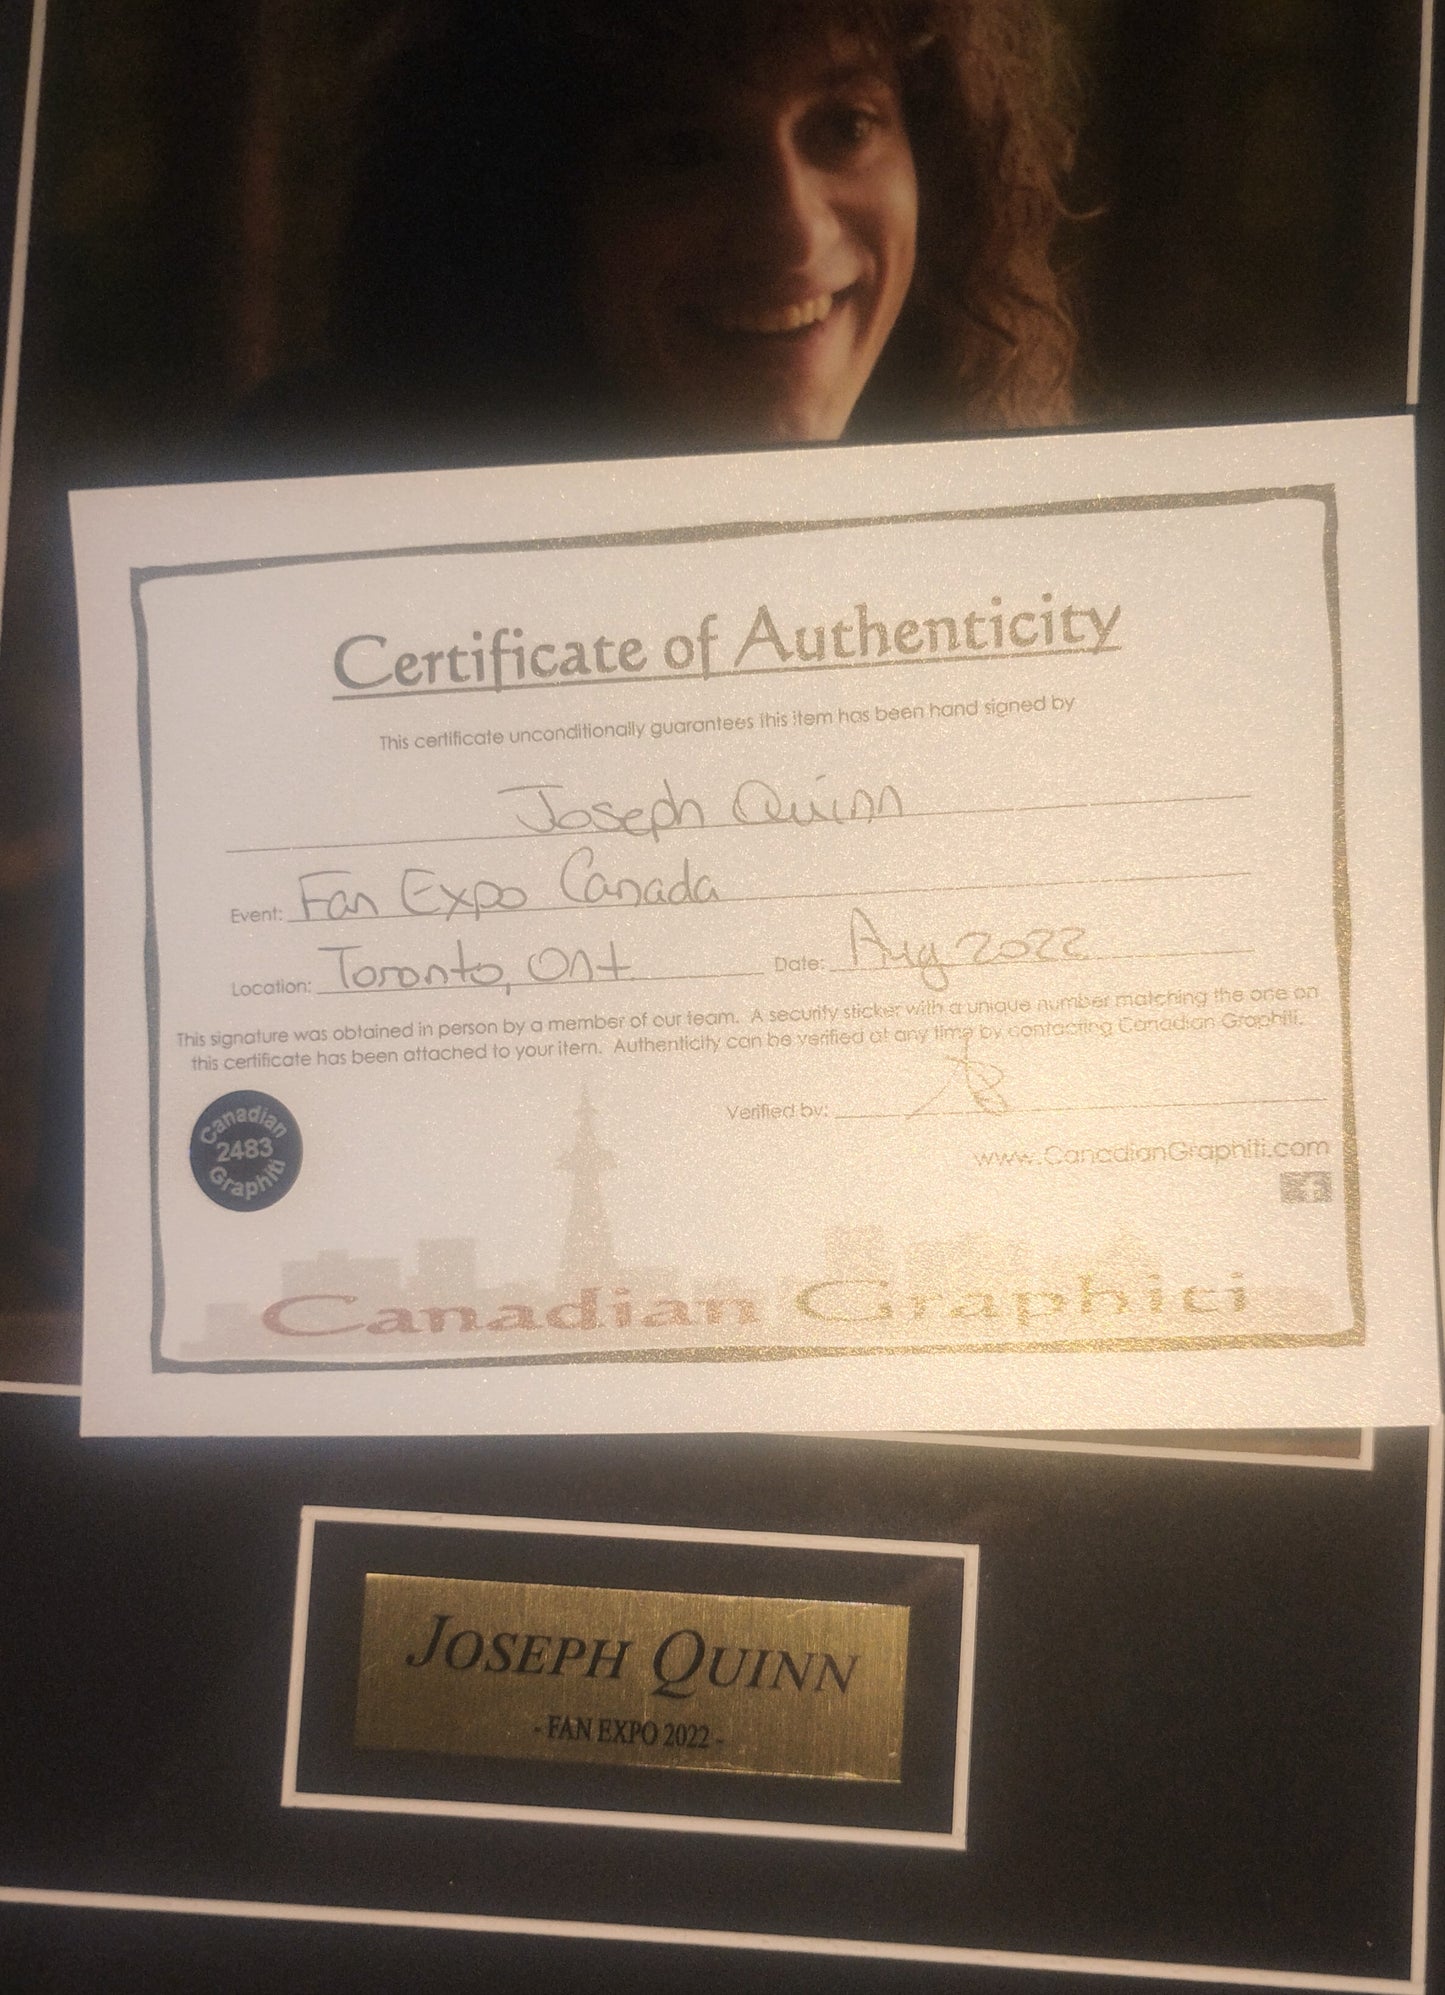 Certificate of Authenticity
This certificate unconditionally guarantees this item has been hand signed by
Joseph Quinn
Event: Fan Expo Canada
Location: Toronto, Ont Date: Aug 2022
This signature was obtained in person by a member of our team. A security sticker with a unique number matching the one on
this certificate has been attached to your item. Authenticity can be verified at any time by contacting Canadian Graphiti.
Verified by:
Canadian
2483
Graphiti
www.CanadianGraphiti.com
f
Canadian Graphiti
JOSEPH QUINN
- FAN EXPO 2022 -